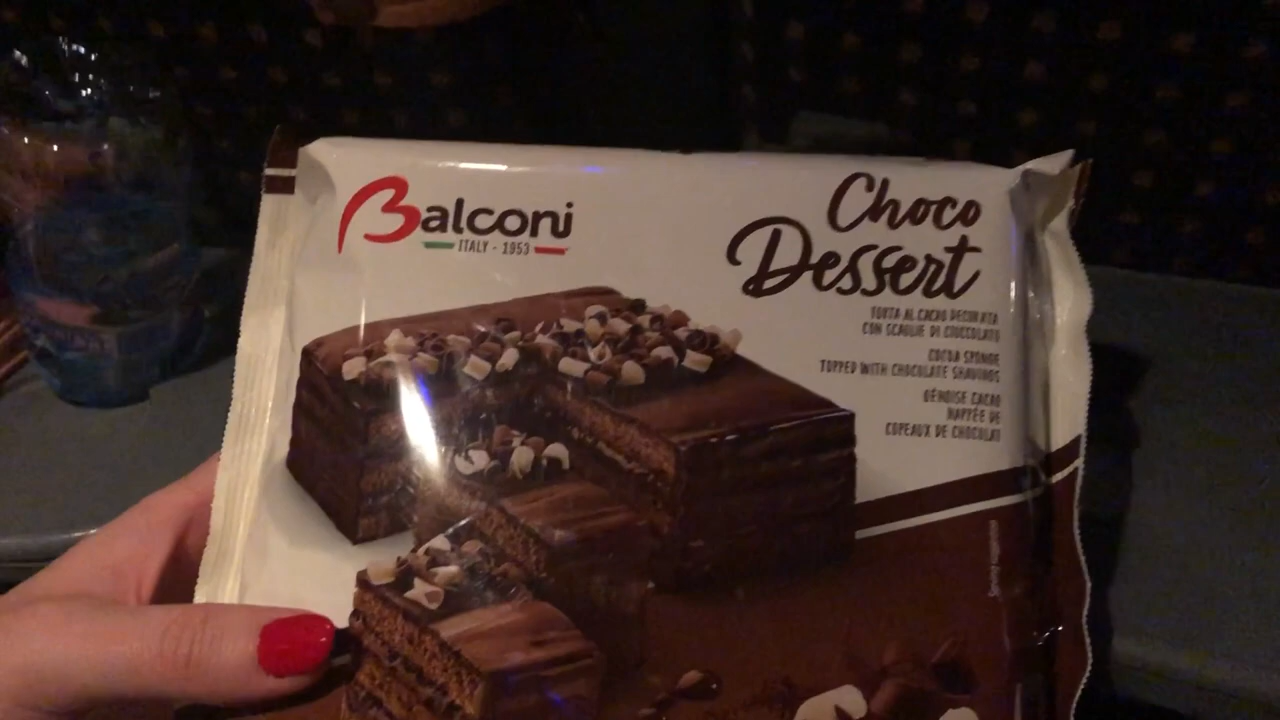 Balconi
ITALY - 1953
Choco
Dessert
TORTA AL CACAO DECORATA
CON SCAGLIE DI CIOCCOLATO
COCOA SPONGE
TOPPED WITH CHOCOLATE SHAVINGS
GÉNOISE CACAO
NAPPÉE DE
COPEAUX DE CHOCOLAT